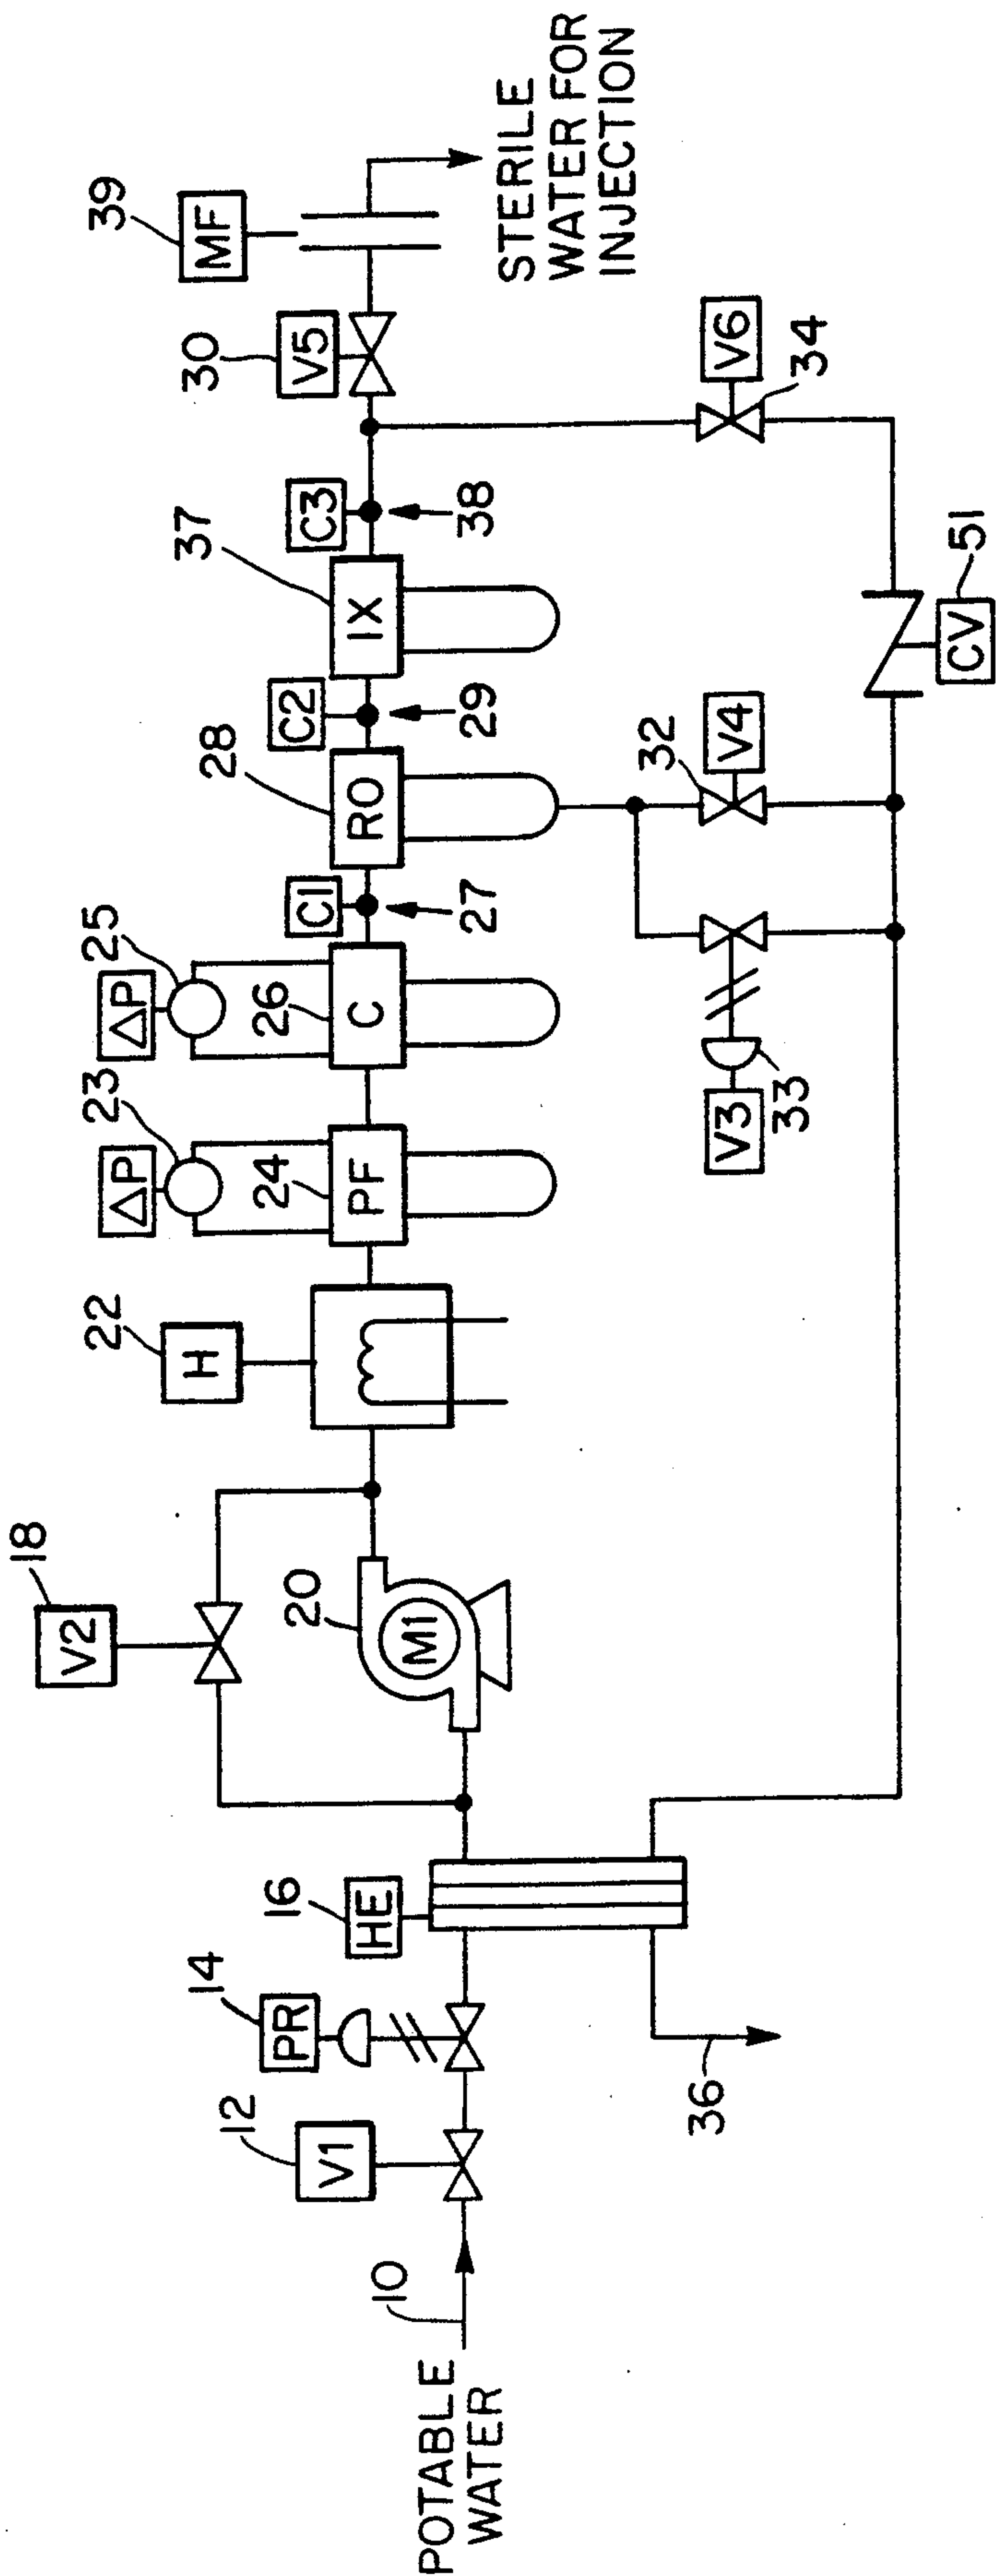 POTABLE
WATER
10
V1
12
PR
14
HE
16
36
V2
18
M1
20
H
22
ΔP
23
PF
24
ΔP
25
C
26
C1
27
RO
28
C2
29
IX
37
C3
38
V5
30
MF
39
STERILE
WATER FOR
INJECTION
V3
33
V4
32
V6
34
CV
51